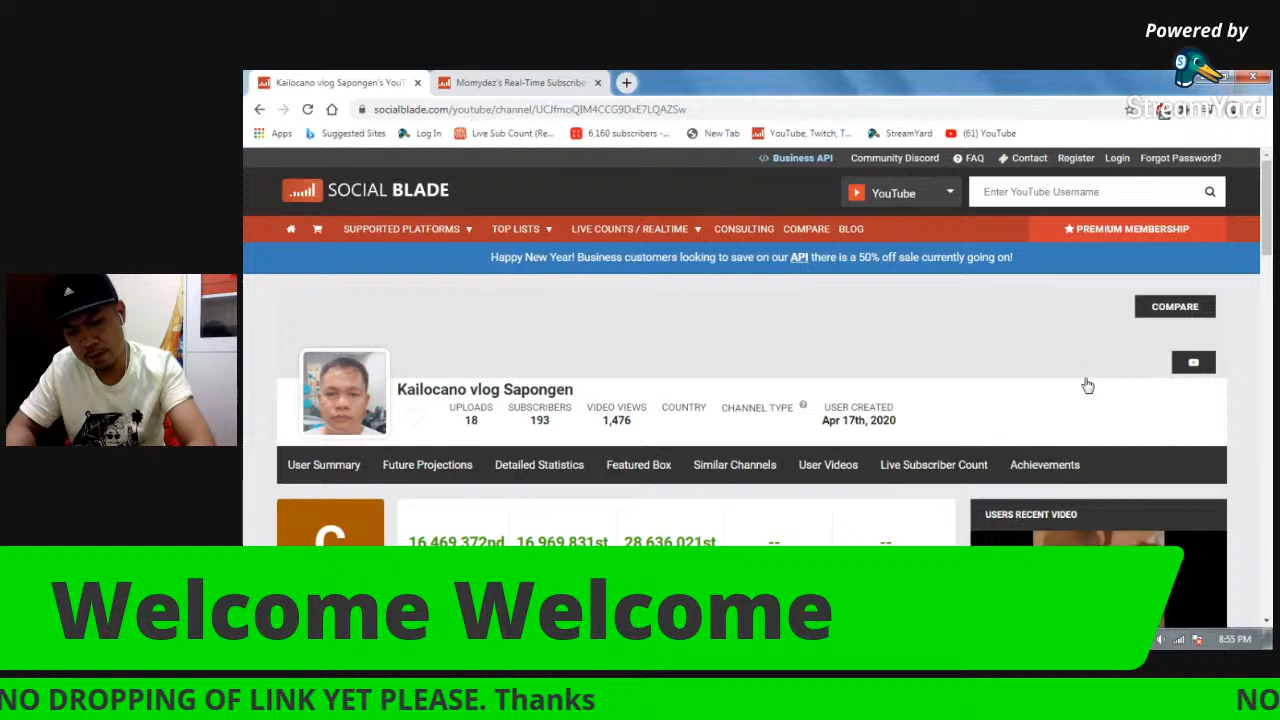 Powered by
StreamYard
Kailocano vlog Sapongen's YouT
Momydez's Real-Time Subscribe
socialblade.com/youtube/channel/UCJfmoQIM4CCG9DxE7LQAZSw
Apps
Suggested Sites
Log In
Live Sub Count (Re...
6,160 subscribers -...
New Tab
YouTube, Twitch, T...
StreamYard
(61) YouTube
Business API
Community Discord
FAQ
Contact
Register
Login
Forgot Password?
SOCIAL BLADE
YouTube
Enter YouTube Username
SUPPORTED PLATFORMS
TOP LISTS
LIVE COUNTS / REALTIME
CONSULTING
COMPARE
BLOG
PREMIUM MEMBERSHIP
Happy New Year! Business customers looking to save on our API there is a 50% off sale currently going on!
COMPARE
Kailocano vlog Sapongen
UPLOADS
18
SUBSCRIBERS
193
VIDEO VIEWS
1,476
COUNTRY
CHANNEL TYPE
USER CREATED
Apr 17th, 2020
User Summary
Future Projections
Detailed Statistics
Featured Box
Similar Channels
User Videos
Live Subscriber Count
Achievements
16,469,372nd
16,969,831st
28,636,021st
--
--
USERS RECENT VIDEO
Welcome Welcome
8:55 PM
NO DROPPING OF LINK YET PLEASE. Thanks
NO